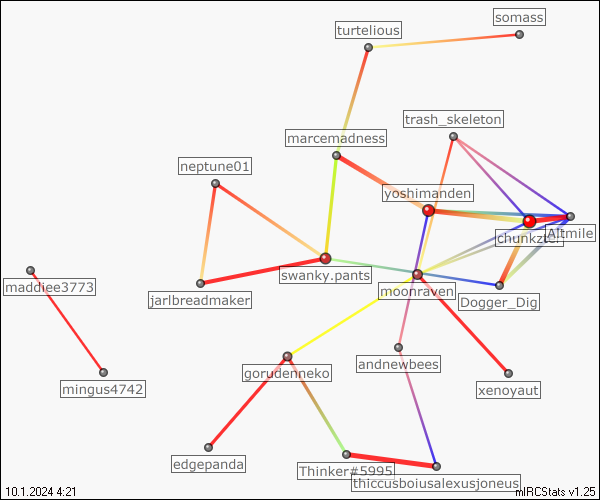 somass
turtelious
trash_skeleton
marcemadness
neptune01
yoshimanden
chunkzter
Altmile
swanky.pants
maddiee3773
moonraven
jarlbreadmaker
Dogger_Dig
andnewbees
gorudenneko
mingus4742
xenoyaut
edgepanda
Thinker#5995
thiccusboiusalexusjoneus
10.1.2024 4:21
mIRCStats v1.25